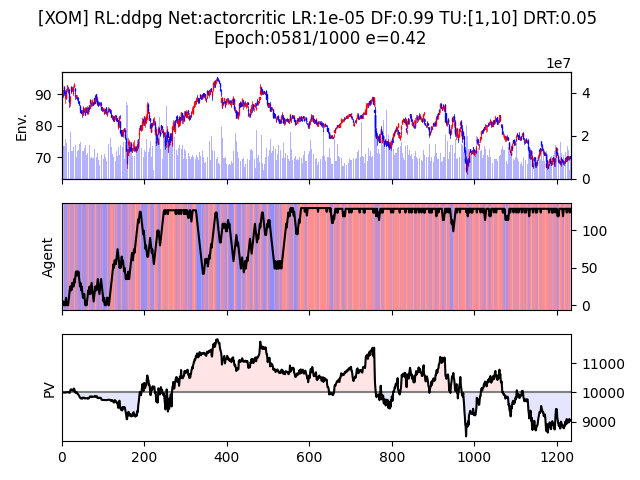 [XOM] RL:ddpg Net:actorcritic LR:1e-05 DF:0.99 TU:[1,10] DRT:0.05
Epoch:0581/1000 e=0.42
1e7
Env.
90
80
70
4
2
0
Agent
100
50
0
PV
11000
10000
9000
0 200 400 600 800 1000 1200